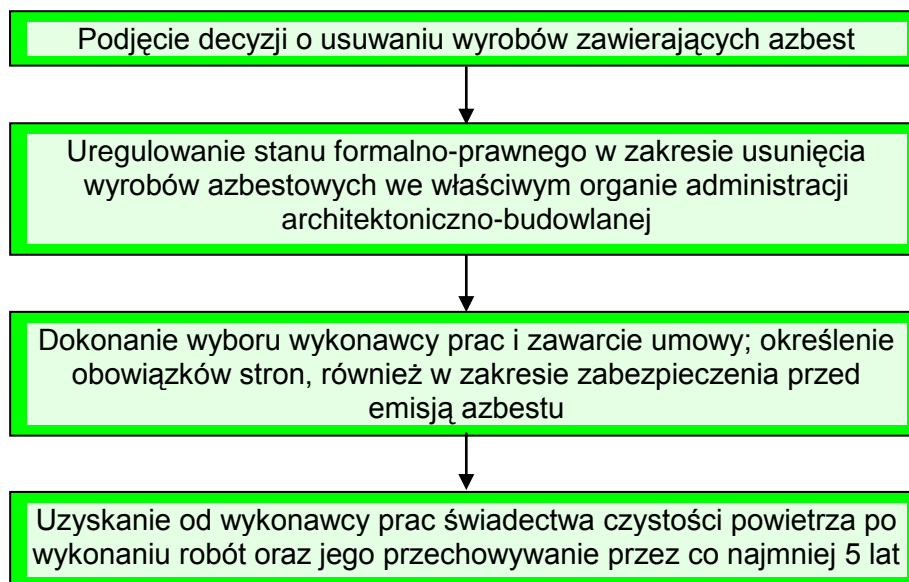 Podjęcie decyzji o usuwaniu wyrobów zawierających azbest
Uregulowanie stanu formalno-prawnego w zakresie usunięcia
wyrobów azbestowych we właściwym organie administracji
architektoniczno-budowlanej
Dokonanie wyboru wykonawcy prac i zawarcie umowy; określenie
obowiązków stron, również w zakresie zabezpieczenia przed
emisją azbestu
Uzyskanie od wykonawcy prac świadectwa czystości powietrza po
wykonaniu robót oraz jego przechowywanie przez co najmniej 5 lat